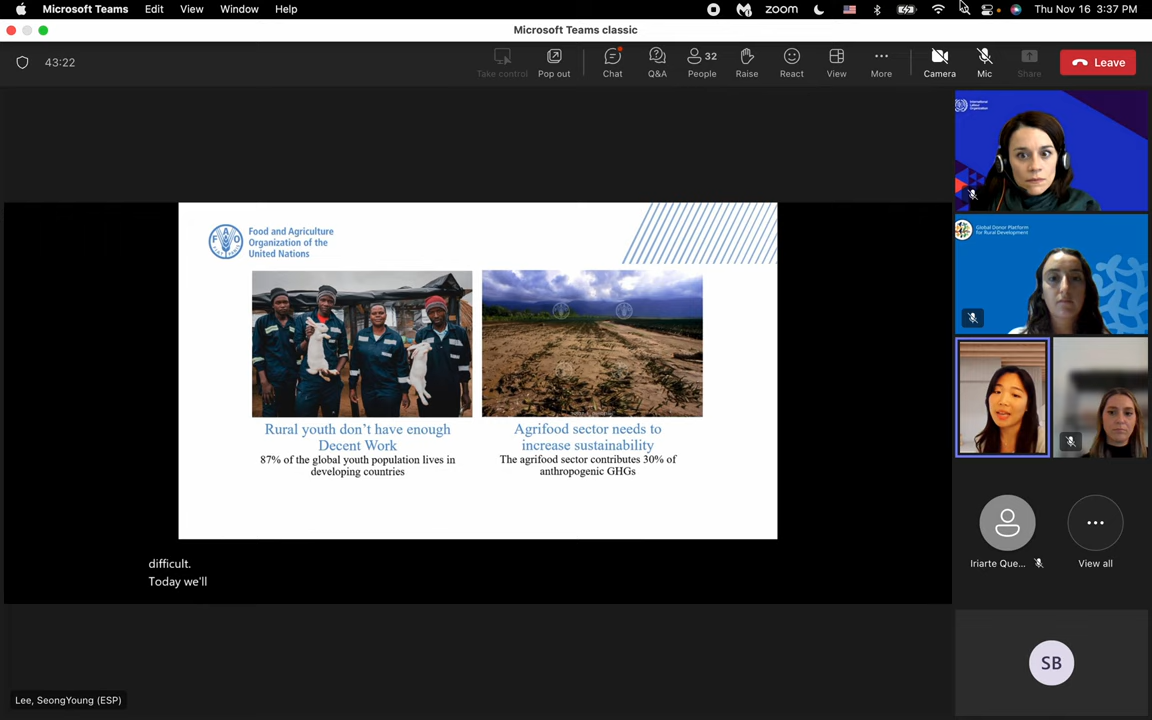 Microsoft Teams Edit View Window Help
zoom
Thu Nov 16 3:37 PM
Microsoft Teams classic
43:22
Take control
Pop out
Chat
Q&A
32
People
Raise
React
View
More
Camera
Mic
Share
Leave
International
Labour
Organization
Global Donor Platform
for Rural Development
FAO
Food and Agriculture
Organization of the
United Nations
Rural youth don't have enough
Decent Work
87% of the global youth population lives in
developing countries
Agrifood sector needs to
increase sustainability
The agrifood sector contributes 30% of
anthropogenic GHGs
difficult.
Today we'll
Iriarte Que...
View all
SB
Lee, SeongYoung (ESP)